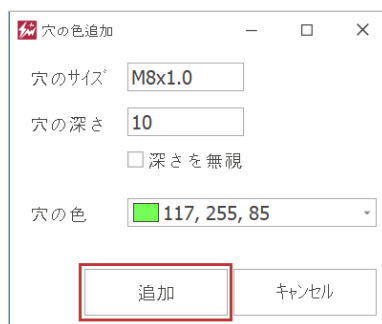 穴の色追加
穴のサイズ M8x1.0
穴の深さ 10
深さを無視
穴の色 117, 255, 85
追加 キャンセル